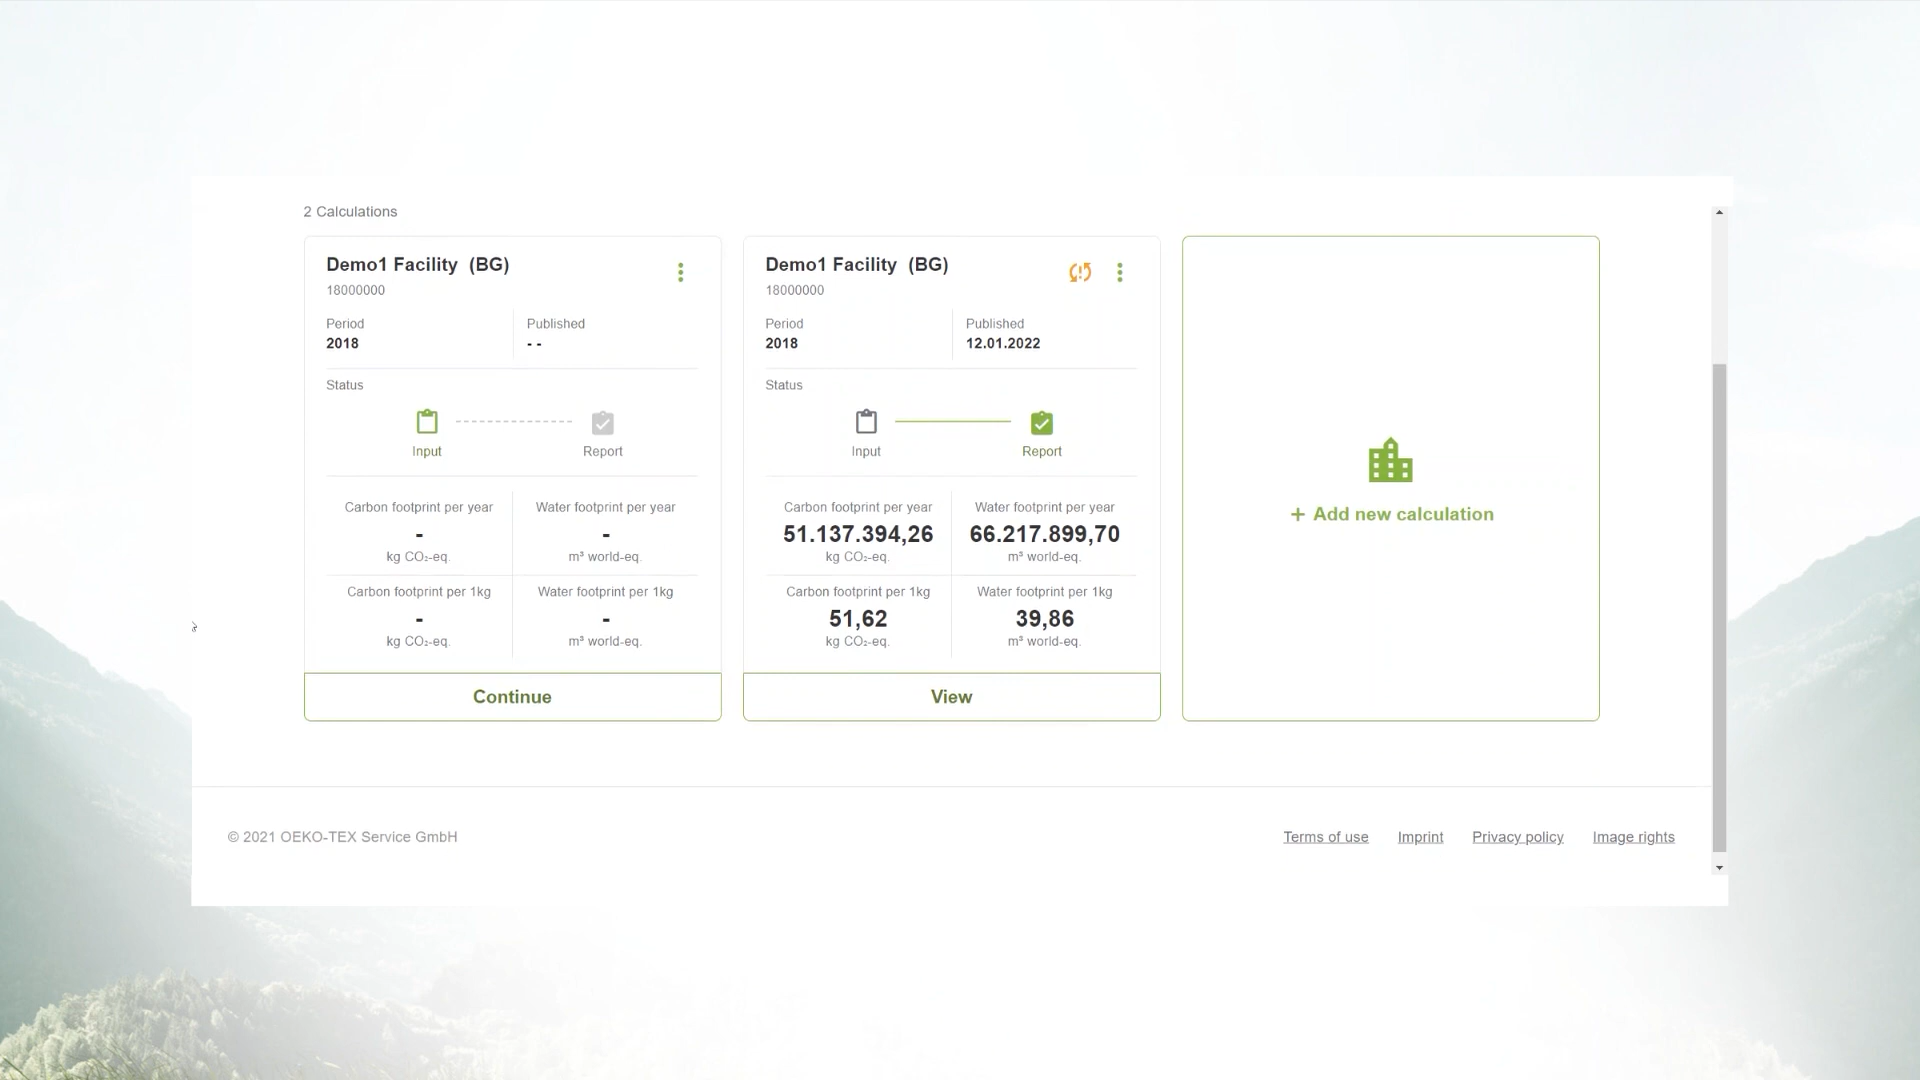 2 Calculations
Demo1 Facility (BG)
18000000
Period
2018
Published
- -
Status
Input
Report
Carbon footprint per year
-
kg CO₂-eq.
Water footprint per year
-
m³ world-eq.
Carbon footprint per 1kg
-
kg CO₂-eq.
Water footprint per 1kg
-
m³ world-eq.
Continue
Demo1 Facility (BG)
18000000
Period
2018
Published
12.01.2022
Status
Input
Report
Carbon footprint per year
51.137.394,26
kg CO₂-eq.
Water footprint per year
66.217.899,70
m³ world-eq.
Carbon footprint per 1kg
51,62
kg CO₂-eq.
Water footprint per 1kg
39,86
m³ world-eq.
View
+ Add new calculation
© 2021 OEKO-TEX Service GmbH
Terms of use
Imprint
Privacy policy
Image rights